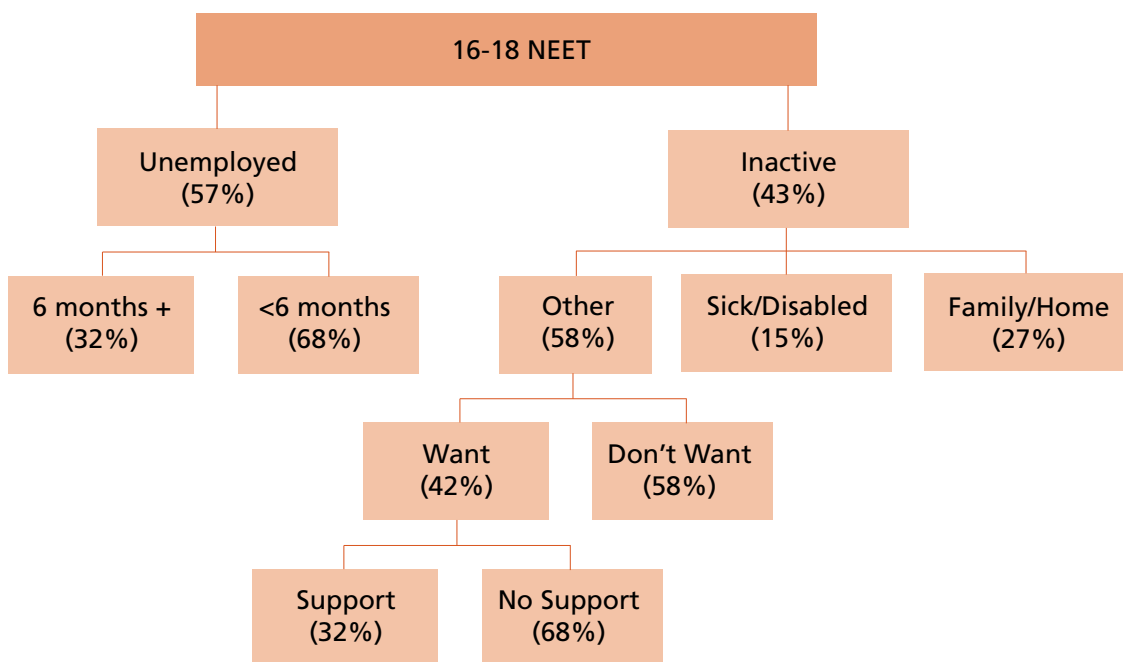 16-18 NEET
Unemployed
(57%)
Inactive
(43%)
6 months +
(32%)
<6 months
(68%)
Other
(58%)
Sick/Disabled
(15%)
Family/Home
(27%)
Want
(42%)
Don’t Want
(58%)
Support
(32%)
No Support
(68%)